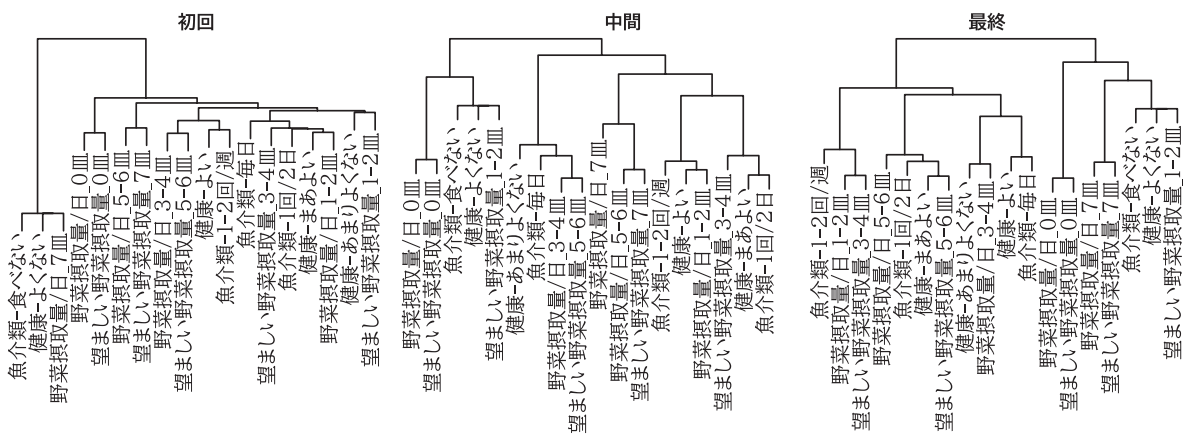 初回
魚介類-食べない
健康-よくない
野菜摂取量/日_7皿
野菜摂取量/日_0皿
望ましい野菜摂取量_0皿
野菜摂取量/日_5-6皿
望ましい野菜摂取量_7皿
野菜摂取量/日_3-4皿
望ましい野菜摂取量_5-6皿
健康-よい
魚介類-1-2回/週
魚介類-毎日
望ましい野菜摂取量_3-4皿
魚介類-1回/2日
健康-まあよい
野菜摂取量/日_1-2皿
健康-あまりよくない
望ましい野菜摂取量_1-2皿
中間
野菜摂取量/日_0皿
望ましい野菜摂取量_0皿
魚介類-食べない
健康-よくない
望ましい野菜摂取量_1-2皿
健康-あまりよくない
魚介類-毎日
野菜摂取量/日_3-4皿
望ましい野菜摂取量_5-6皿
野菜摂取量/日_7皿
野菜摂取量/日_5-6皿
望ましい野菜摂取量_7皿
魚介類-1-2回/週
健康-よい
野菜摂取量/日_1-2皿
望ましい野菜摂取量_3-4皿
健康-まあよい
魚介類-1回/2日
最終
魚介類-1-2回/週
野菜摂取量/日_1-2皿
望ましい野菜摂取量_3-4皿
野菜摂取量/日_5-6皿
魚介類-1回/2日
健康-まあよい
望ましい野菜摂取量_5-6皿
健康-あまりよくない
野菜摂取量/日_3-4皿
健康-よい
魚介類-毎日
野菜摂取量/日_0皿
望ましい野菜摂取量_0皿
野菜摂取量/日_7皿
望ましい野菜摂取量_7皿
魚介類-食べない
健康-よくない
望ましい野菜摂取量_1-2皿